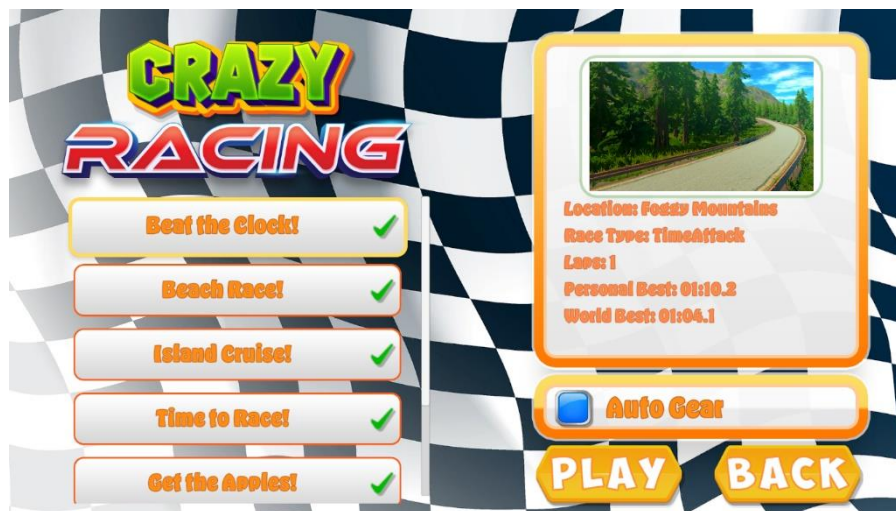 CRAZY
RACING
Beat the Clock!
Beach Race!
Island Cruise!
Time to Race!
Get the Apples!
Location: Foggy Mountains
Race Type: TimeAttack
Laps: 1
Personal Best: 01:10.2
World Best: 01:04.1
Auto Gear
PLAY
BACK